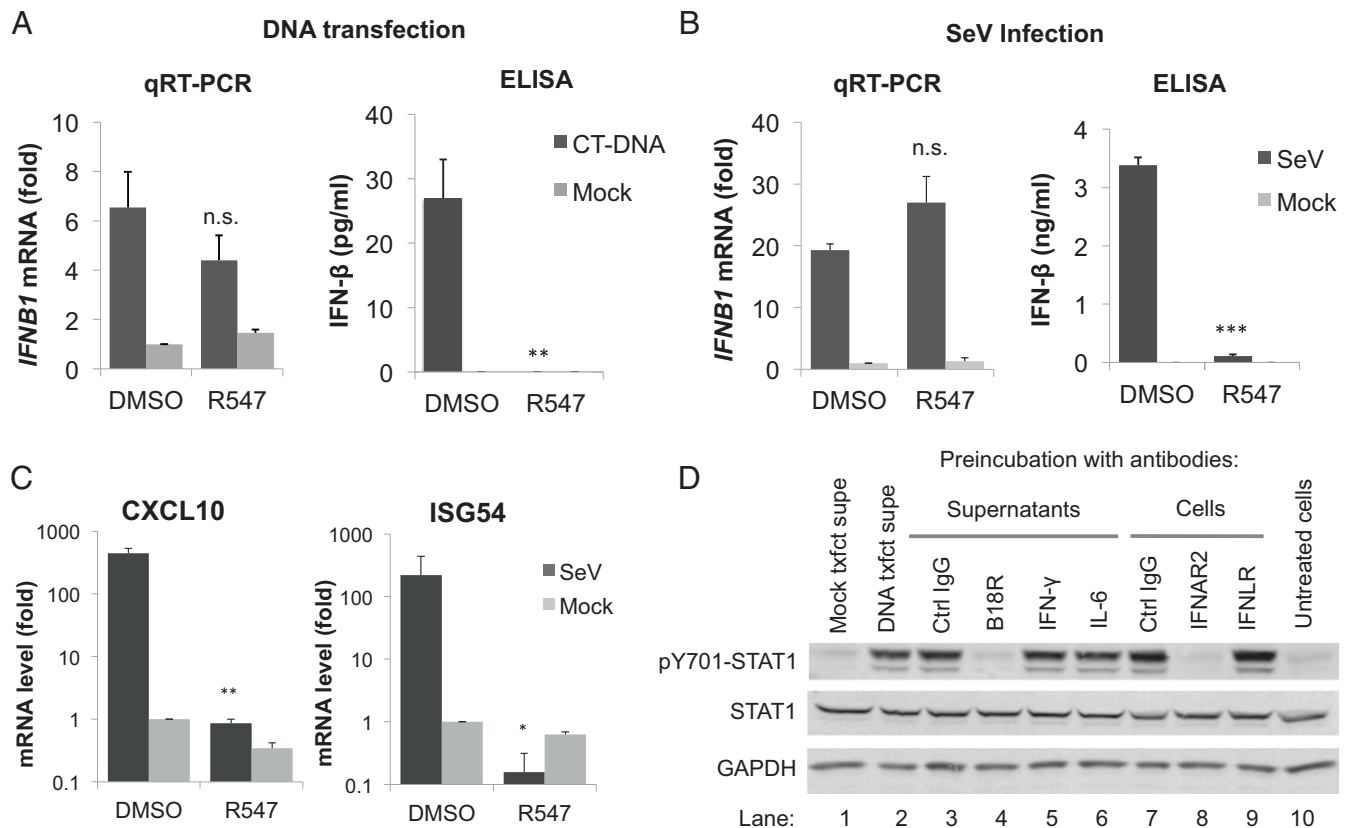 A
DNA transfection
qRT-PCR
IFNB1 mRNA (fold)
10
8
6
4
2
0
n.s.
DMSO
R547
ELISA
IFN-β (pg/ml)
40
30
20
10
0
CT-DNA
Mock
**
DMSO
R547
B
SeV Infection
qRT-PCR
IFNB1 mRNA (fold)
40
30
20
10
0
n.s.
DMSO
R547
ELISA
IFN-β (ng/ml)
4
3
2
1
0
SeV
Mock
***
DMSO
R547
C
CXCL10
mRNA level (fold)
1000
100
10
1
0.1
**
DMSO
R547
ISG54
mRNA level (fold)
1000
100
10
1
0.1
SeV
Mock
*
DMSO
R547
D
Preincubation with antibodies:
Supernatants
Cells
Mock txfct supe
DNA txfct supe
Ctrl IgG
B18R
IFN-γ
IL-6
Ctrl IgG
IFNAR2
IFNLR
Untreated cells
pY701-STAT1
STAT1
GAPDH
Lane: 1 2 3 4 5 6 7 8 9 10